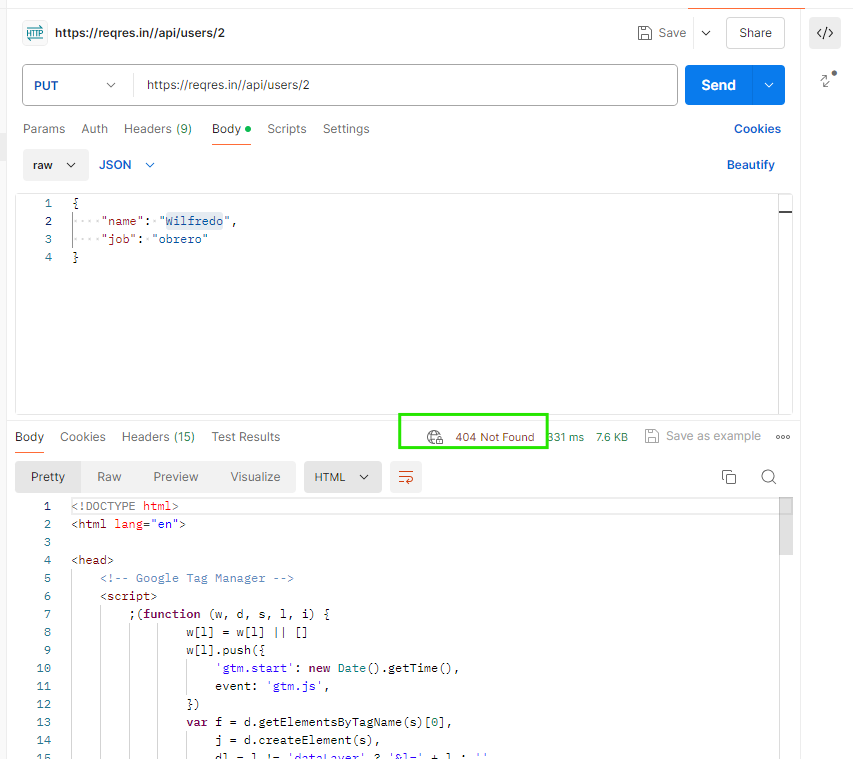 HTTP https://reqres.in//api/users/2 Save Share </>
PUT https://reqres.in//api/users/2 Send
Params Auth Headers (9) Body Scripts Settings Cookies
raw JSON Beautify
1 {
2 "name": "Wilfredo",
3 "job": "obrero"
4 }
Body Cookies Headers (15) Test Results 404 Not Found 331 ms 7.6 KB Save as example
Pretty Raw Preview Visualize HTML
1 <!DOCTYPE html>
2 <html lang="en">
3
4 <head>
5 <!-- Google Tag Manager -->
6 <script>
7 ;(function (w, d, s, l, i) {
8 w[l] = w[l] || []
9 w[l].push({
10 'gtm.start': new Date().getTime(),
11 event: 'gtm.js',
12 })
13 var f = d.getElementsByTagName(s)[0],
14 j = d.createElement(s),
15 dl = l != 'dataLayer' ? '&l=' + l : ''